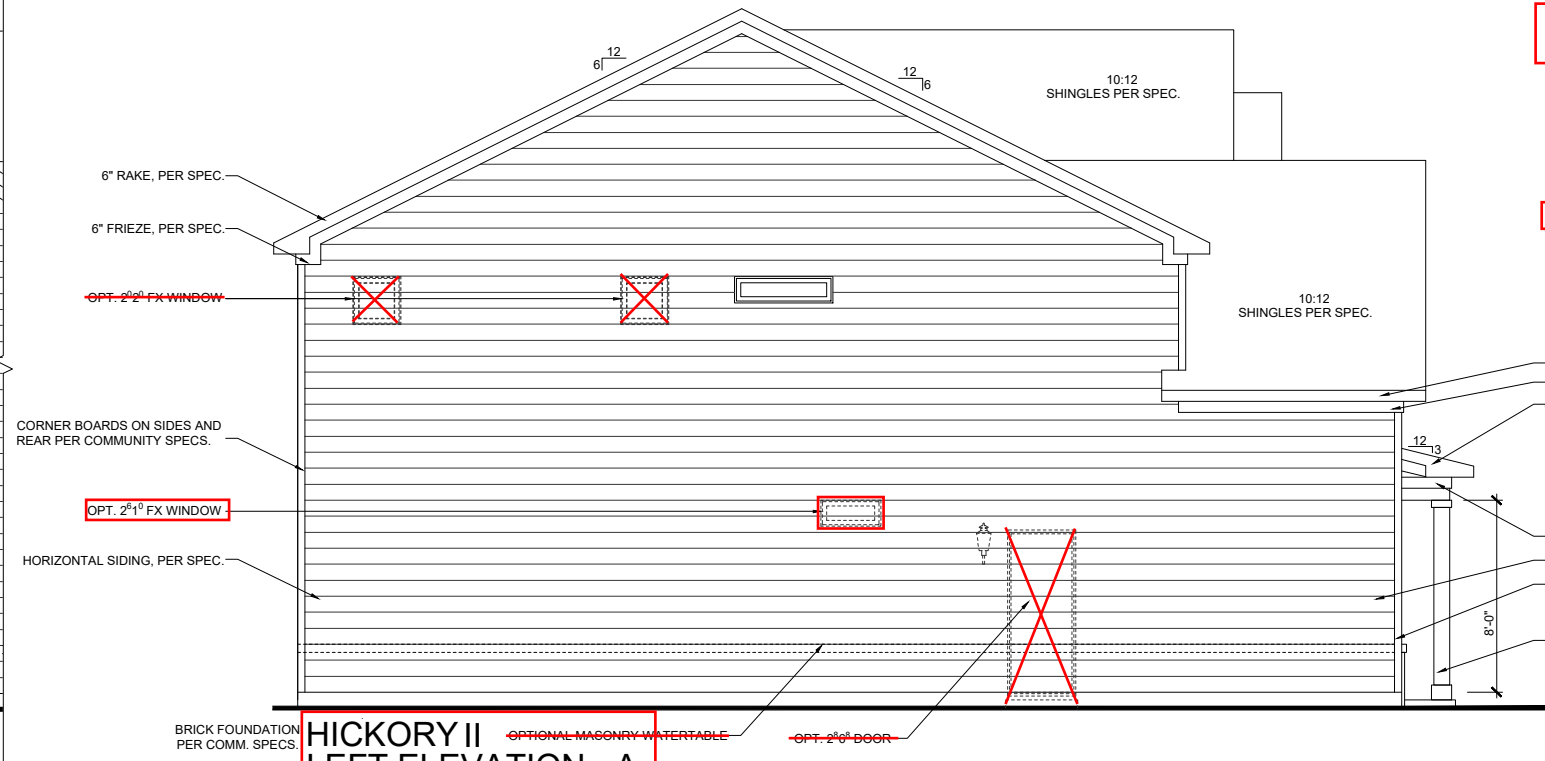 12
6
12
6
10:12
SHINGLES PER SPEC.
6" RAKE, PER SPEC.
6" FRIEZE, PER SPEC.
OPT. 2⁰2⁰ FX WINDOW
10:12
SHINGLES PER SPEC.
CORNER BOARDS ON SIDES AND
REAR PER COMMUNITY SPECS.
12
3
OPT. 2⁶1⁰ FX WINDOW
HORIZONTAL SIDING, PER SPEC.
8'-0"
BRICK FOUNDATION
PER COMM. SPECS.
HICKORY II
OPTIONAL MASONRY WATERTABLE
OPT. 2⁸6⁸ DOOR
LEFT ELEVATION - A